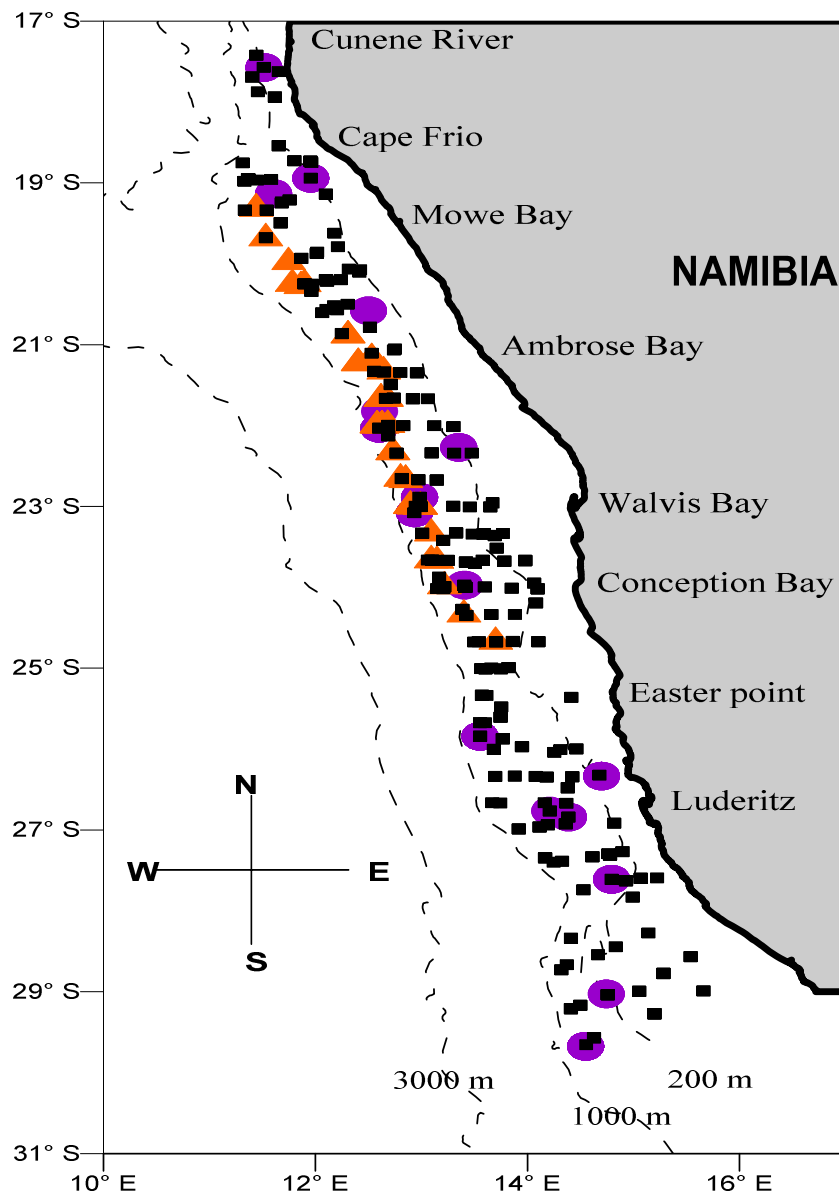 17° S
Cunene River
Cape Frio
19° S
Mowe Bay
NAMIBIA
21° S
Ambrose Bay
23° S
Walvis Bay
Conception Bay
25° S
Easter point
N
Luderitz
27° S
W
E
S
29° S
3000 m
200 m
1000 m
31° S
10° E
12° E
14° E
16° E